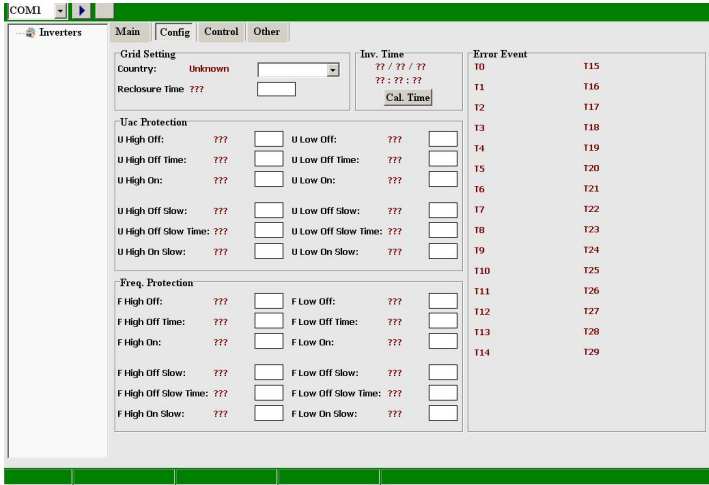 COM1
Inverters
Main Config Control Other
Grid Setting
Country: Unknown
Reclosure Time ???
Inv. Time
?? / ?? / ??
?? : ?? : ??
Cal. Time
Uac Protection
U High Off: ??? U Low Off: ???
U High Off Time: ??? U Low Off Time: ???
U High On: ??? U Low On: ???
U High Off Slow: ??? U Low Off Slow: ???
U High Off Slow Time: ??? U Low Off Slow Time: ???
U High On Slow: ??? U Low On Slow: ???
Freq. Protection
F High Off: ??? F Low Off: ???
F High Off Time: ??? F Low Off Time: ???
F High On: ??? F Low On: ???
F High Off Slow: ??? F Low Off Slow: ???
F High Off Slow Time: ??? F Low Off Slow Time: ???
F High On Slow: ??? F Low On Slow: ???
Error Event
T0 T15
T1 T16
T2 T17
T3 T18
T4 T19
T5 T20
T6 T21
T7 T22
T8 T23
T9 T24
T10 T25
T11 T26
T12 T27
T13 T28
T14 T29